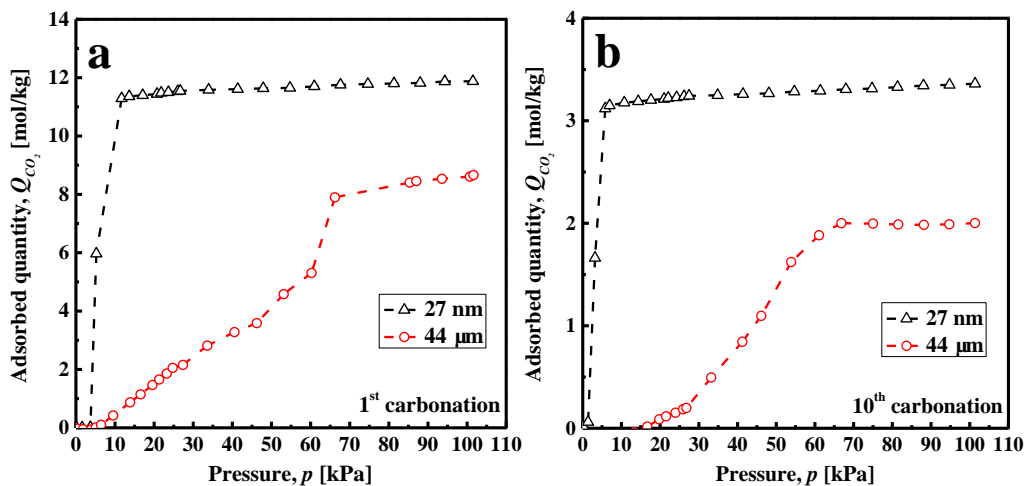 a
Adsorbed quantity, Q_CO2 [mol/kg]
14
12
10
8
6
4
2
0
27 nm
44 µm
1st carbonation
0 10 20 30 40 50 60 70 80 90 100 110
Pressure, p [kPa]
b
Adsorbed quantity, Q_CO2 [mol/kg]
4
3
2
1
0
27 nm
44 µm
10th carbonation
0 10 20 30 40 50 60 70 80 90 100 110
Pressure, p [kPa]